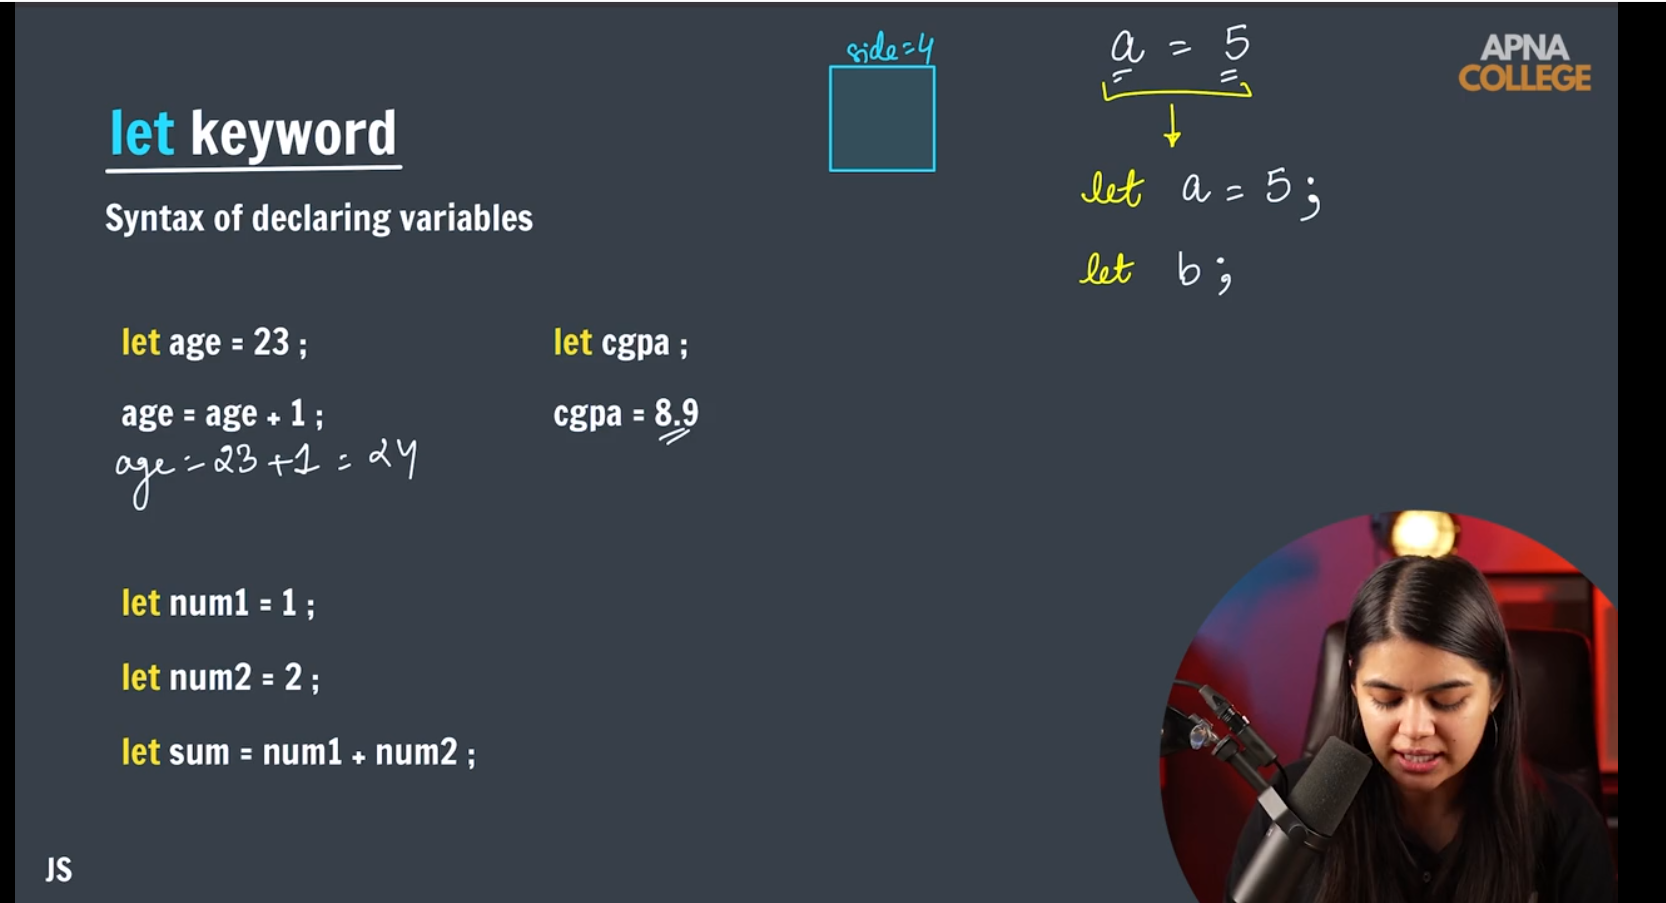 side=4
a = 5
APNA
COLLEGE
let keyword
Syntax of declaring variables
let a = 5;
let b;
let age = 23 ;
let cgpa ;
age = age + 1 ;
cgpa = 8.9
age = 23 +1 = 24
let num1 = 1 ;
let num2 = 2 ;
let sum = num1 + num2 ;
JS